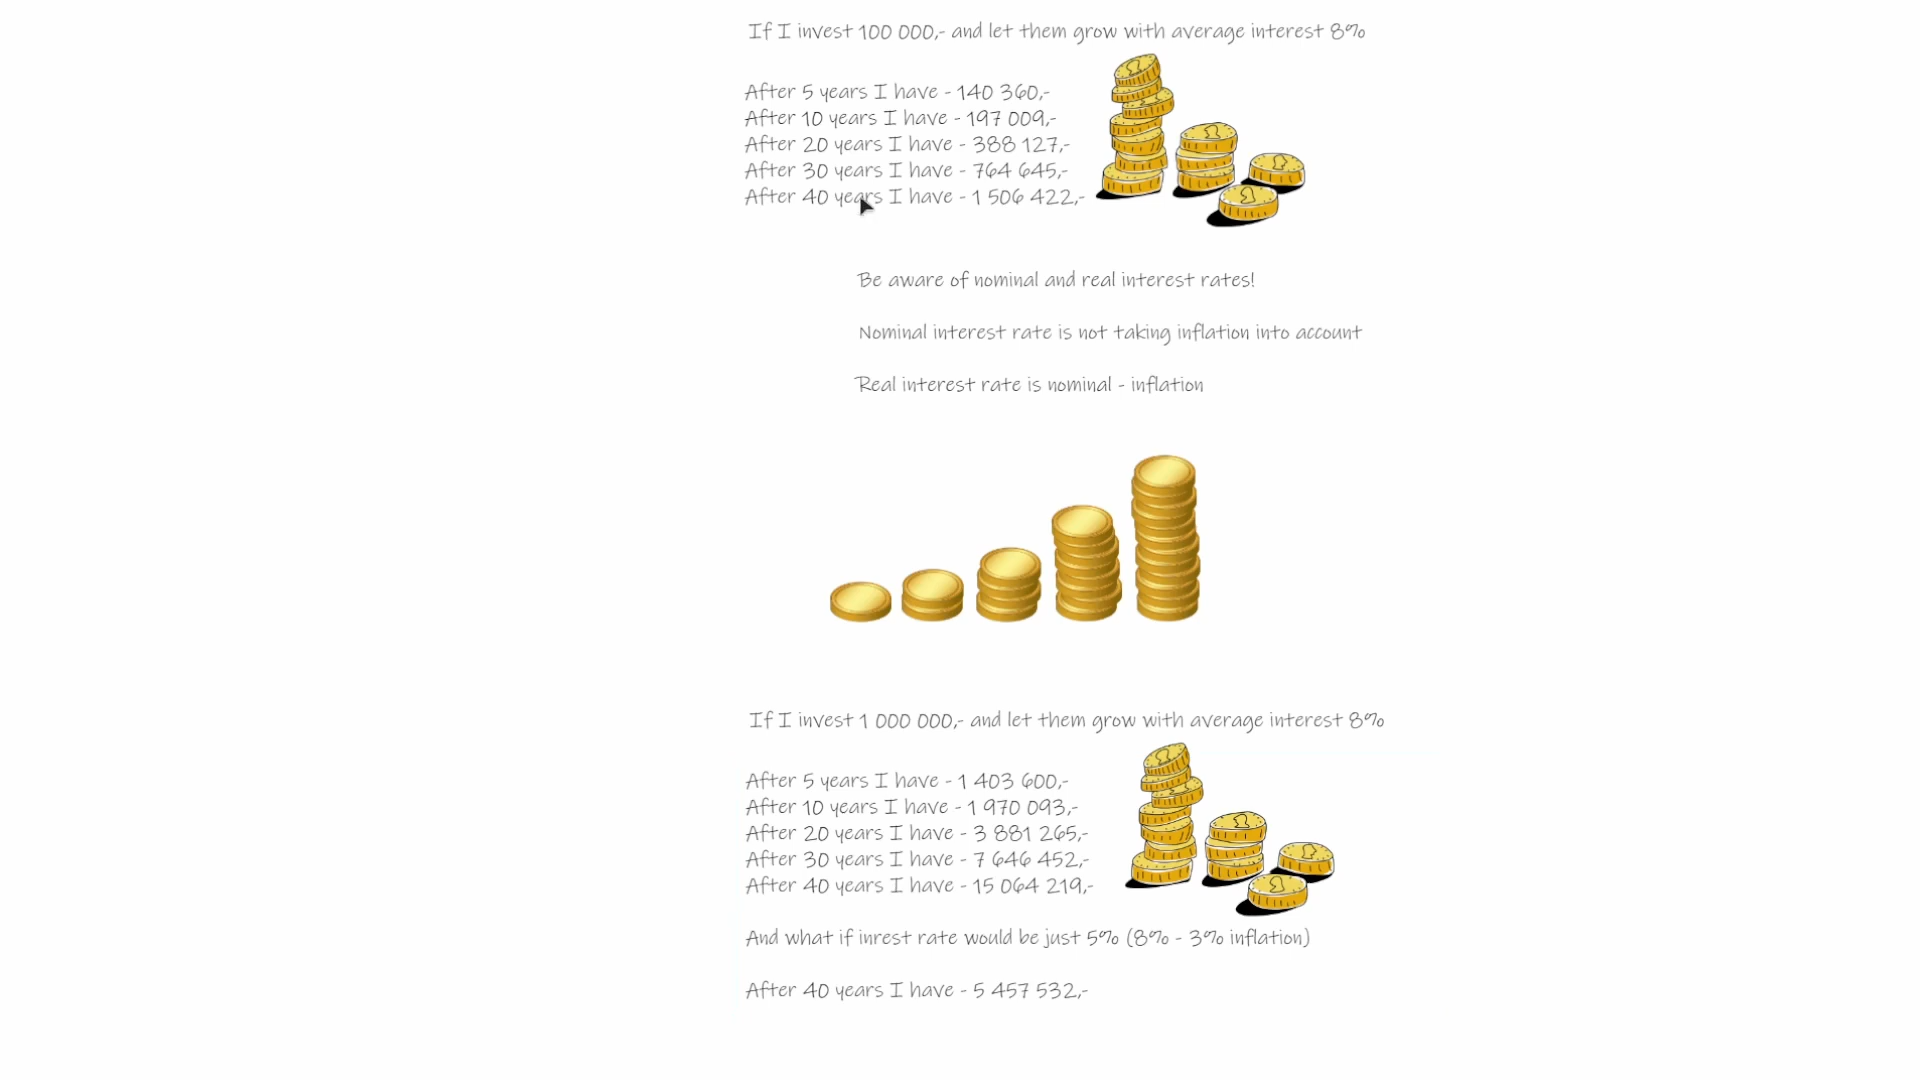 If I invest 100 000,- and let them grow with average interest 8%
After 5 years I have - 140 360,-
After 10 years I have - 197 009,-
After 20 years I have - 388 127,-
After 30 years I have - 764 645,-
After 40 years I have - 1 506 422,-
Be aware of nominal and real interest rates!
Nominal interest rate is not taking inflation into account
Real interest rate is nominal - inflation
If I invest 1 000 000,- and let them grow with average interest 8%
After 5 years I have - 1 403 600,-
After 10 years I have - 1 970 093,-
After 20 years I have - 3 881 265,-
After 30 years I have - 7 646 452,-
After 40 years I have - 15 064 219,-
And what if inrest rate would be just 5% (8% - 3% inflation)
After 40 years I have - 5 457 532,-